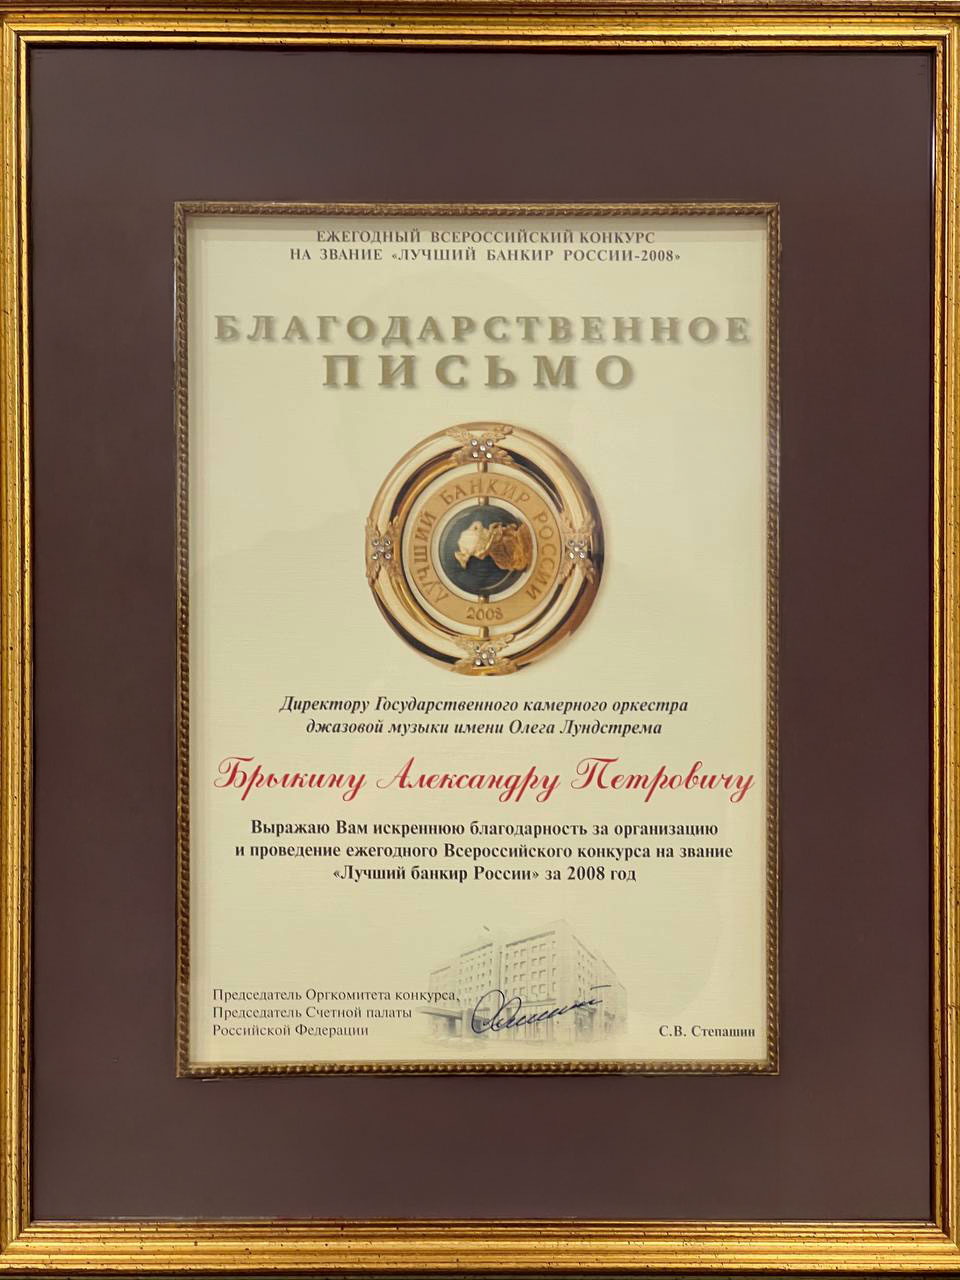 ЕЖЕГОДНЫЙ ВСЕРОССИЙСКИЙ КОНКУРС
НА ЗВАНИЕ «ЛУЧШИЙ БАНКИР РОССИИ-2008»
БЛАГОДАРСТВЕННОЕ
ПИСЬМО
ЛУЧШИЙ БАНКИР РОССИИ
2008
Директору Государственного камерного оркестра
джазовой музыки имени Олега Лундстрема
Брыкину Александру Петровичу
Выражаю Вам искреннюю благодарность за организацию
и проведение ежегодного Всероссийского конкурса на звание
«Лучший банкир России» за 2008 год
Председатель Оргкомитета конкурса,
Председатель Счетной палаты
Российской Федерации
С.В. Степашин